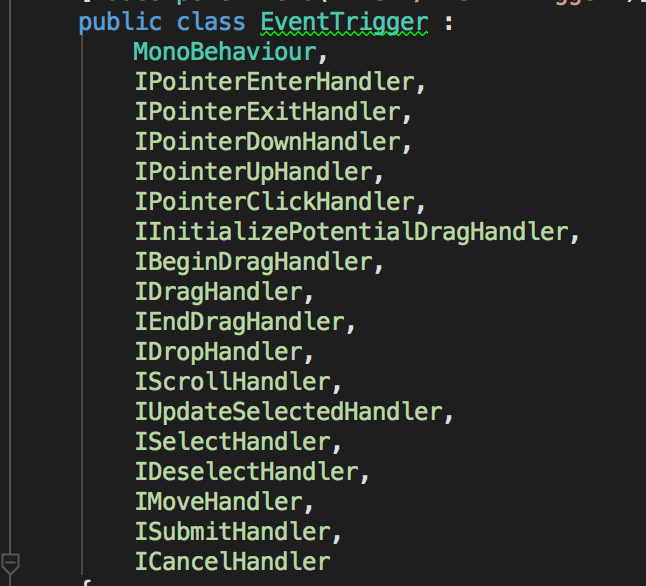 public class EventTrigger :
MonoBehaviour,
IPointerEnterHandler,
IPointerExitHandler,
IPointerDownHandler,
IPointerUpHandler,
IPointerClickHandler,
IInitializePotentialDragHandler,
IBeginDragHandler,
IDragHandler,
IEndDragHandler,
IDropHandler,
IScrollHandler,
IUpdateSelectedHandler,
ISelectHandler,
IDeselectHandler,
IMoveHandler,
ISubmitHandler,
ICancelHandler
{